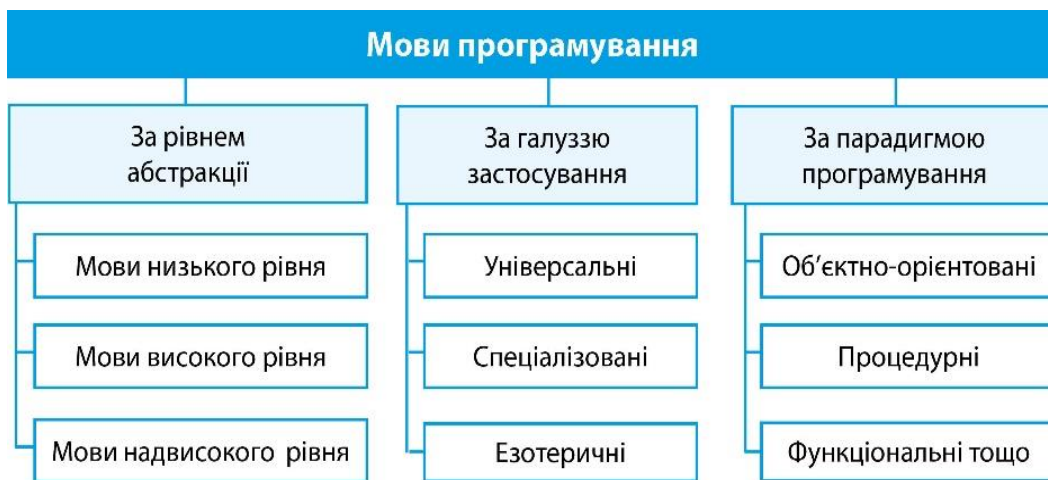 Мови програмування
За рівнем
абстракції
Мови низького рівня
Мови високого рівня
Мови надвисокого рівня
За галуззю
застосування
Універсальні
Спеціалізовані
Езотеричні
За парадигмою
програмування
Об’єктно-орієнтовані
Процедурні
Функціональні тощо